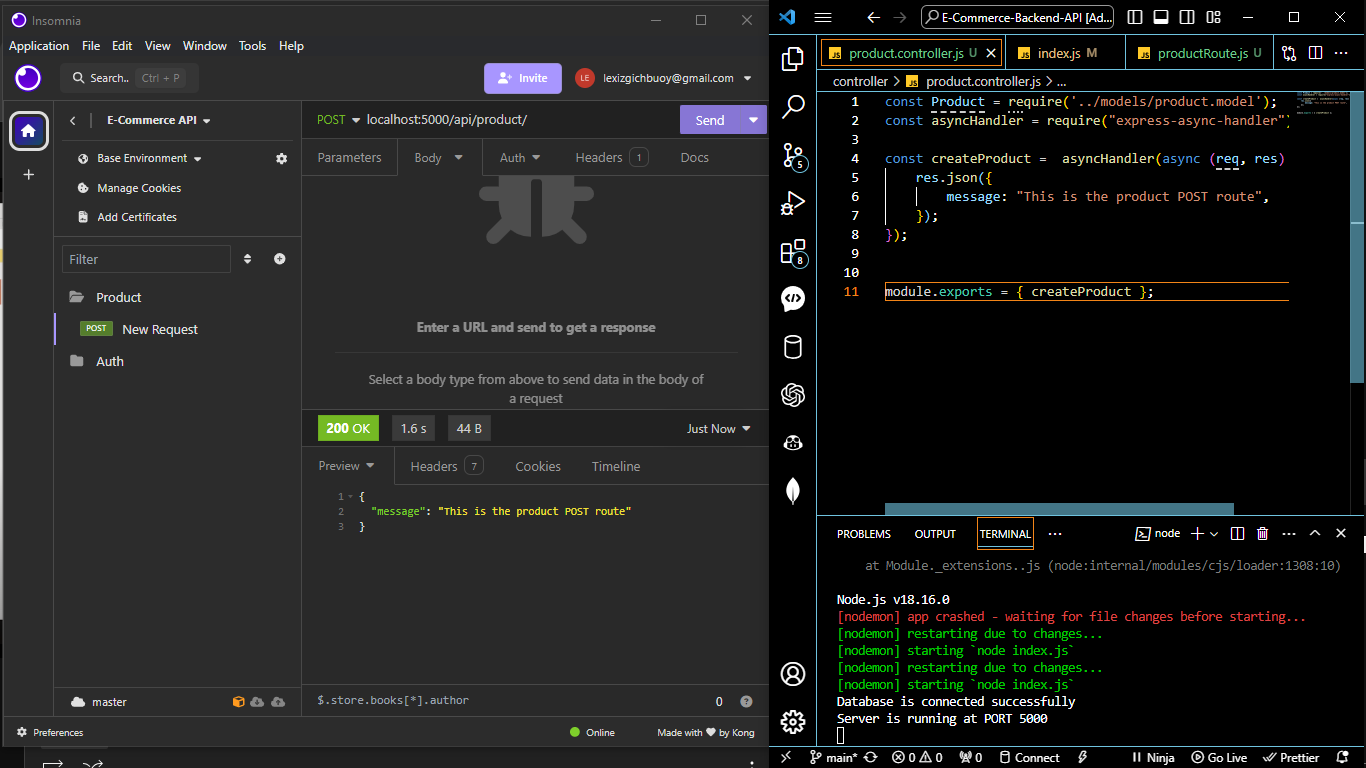 Insomnia
Application File Edit View Window Tools Help
Search.. Ctrl + P
Invite
LE lexizgichbuoy@gmail.com
E-Commerce API
Base Environment
Manage Cookies
Add Certificates
Filter
Product
POST New Request
Auth
master
Preferences
POST localhost:5000/api/product/ Send
Parameters Body Auth Headers 1 Docs
Enter a URL and send to get a response
Select a body type from above to send data in the body of
a request
200 OK 1.6 s 44 B Just Now
Preview Headers 7 Cookies Timeline
1 {
2 "message": "This is the product POST route"
3 }
$.store.books[*].author 0
Online Made with ❤ by Kong
E-Commerce-Backend-API [Ad...
product.controller.js U index.js M productRoute.js U
controller > product.controller.js > ...
1 const Product = require('../models/product.model');
2 const asyncHandler = require("express-async-handler")
3
4 const createProduct =  asyncHandler(async (req, res)
5 res.json({
6 message: "This is the product POST route",
7 });
8 });
9
10
11 module.exports = { createProduct };
5
8
PROBLEMS OUTPUT TERMINAL ... node
at Module._extensions..js (node:internal/modules/cjs/loader:1308:10)
Node.js v18.16.0
[nodemon] app crashed - waiting for file changes before starting...
[nodemon] restarting due to changes...
[nodemon] starting `node index.js`
[nodemon] restarting due to changes...
[nodemon] starting `node index.js`
Database is connected successfully
Server is running at PORT 5000
main* 0 0 0 Connect Ninja Go Live Prettier